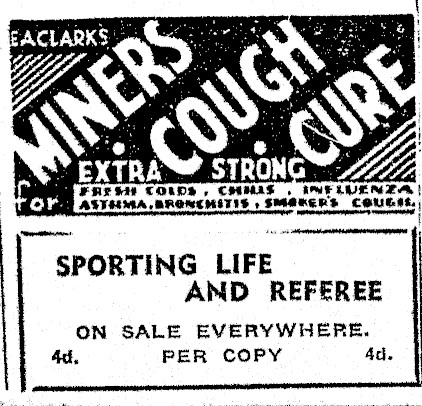 E.A.CLARKS
MINERS
COUGH
CURE
EXTRA STRONG
for FRESH COLDS, CHILLS, INFLUENZA
ASTHMA, BRONCHITIS, SMOKER'S COUGH.
SPORTING LIFE
AND REFEREE
ON SALE EVERYWHERE.
4d. PER COPY 4d.